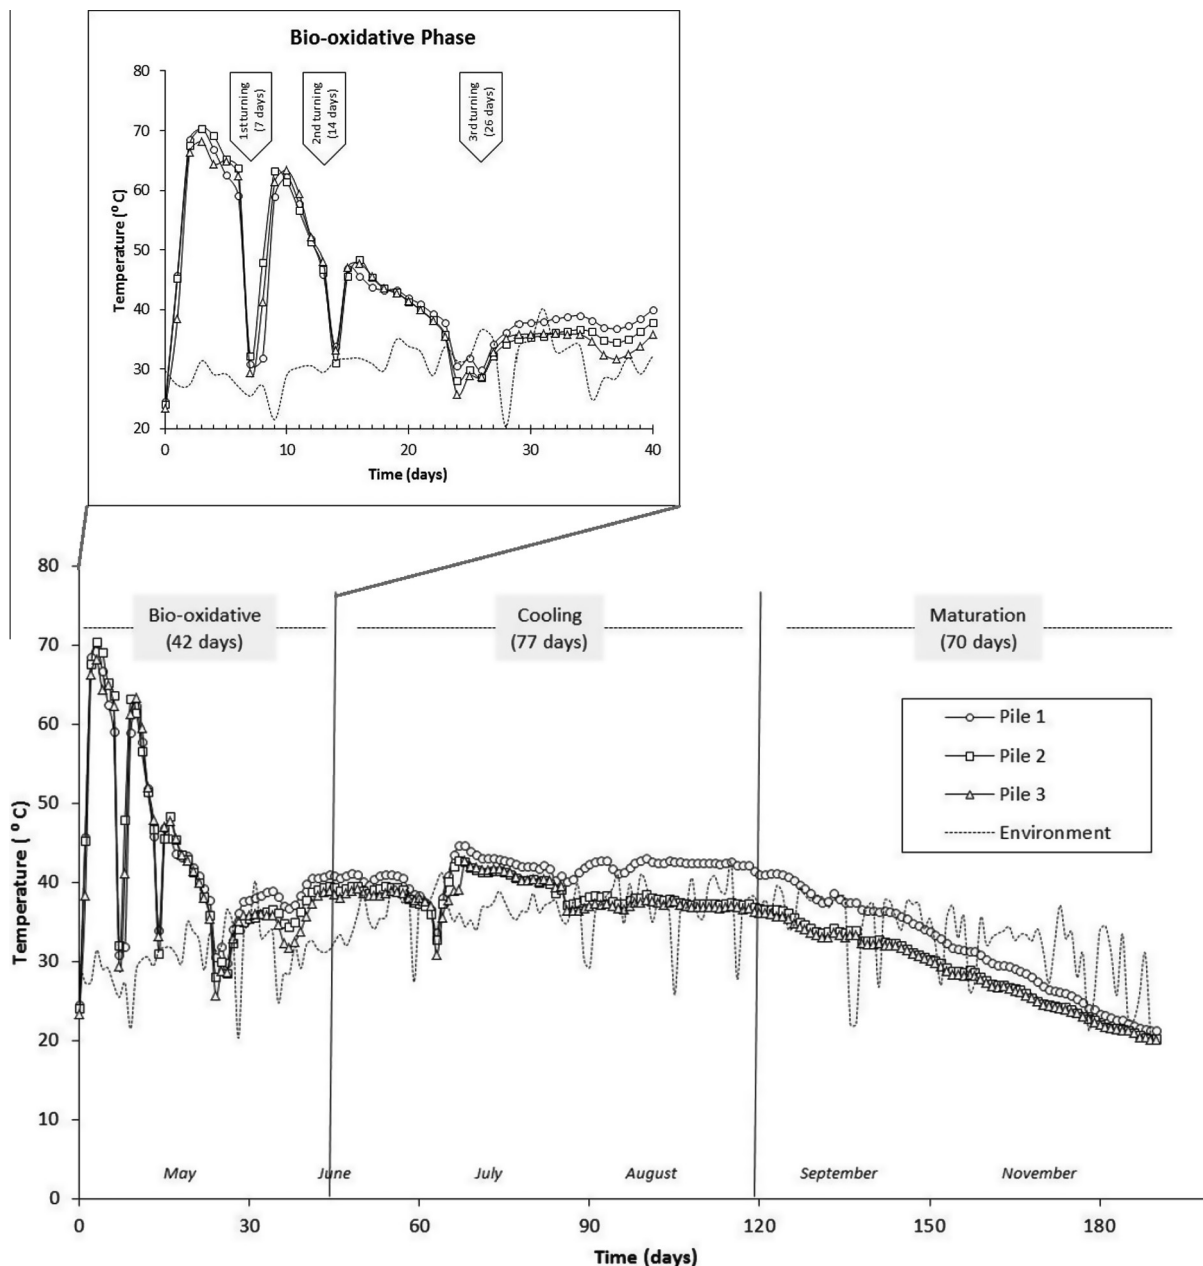 Bio-oxidative Phase
80
70
60
50
40
30
20
Temperature (° C)
1st turning
(7 days)
2nd turning
(14 days)
3rd turning
(26 days)
0
10
20
30
40
Time (days)
80
70
60
50
40
30
20
10
0
Temperature ( ° C)
Bio-oxidative
(42 days)
Cooling
(77 days)
Maturation
(70 days)
Pile 1
Pile 2
Pile 3
Environment
May
June
July
August
September
November
0
30
60
90
120
150
180
Time (days)